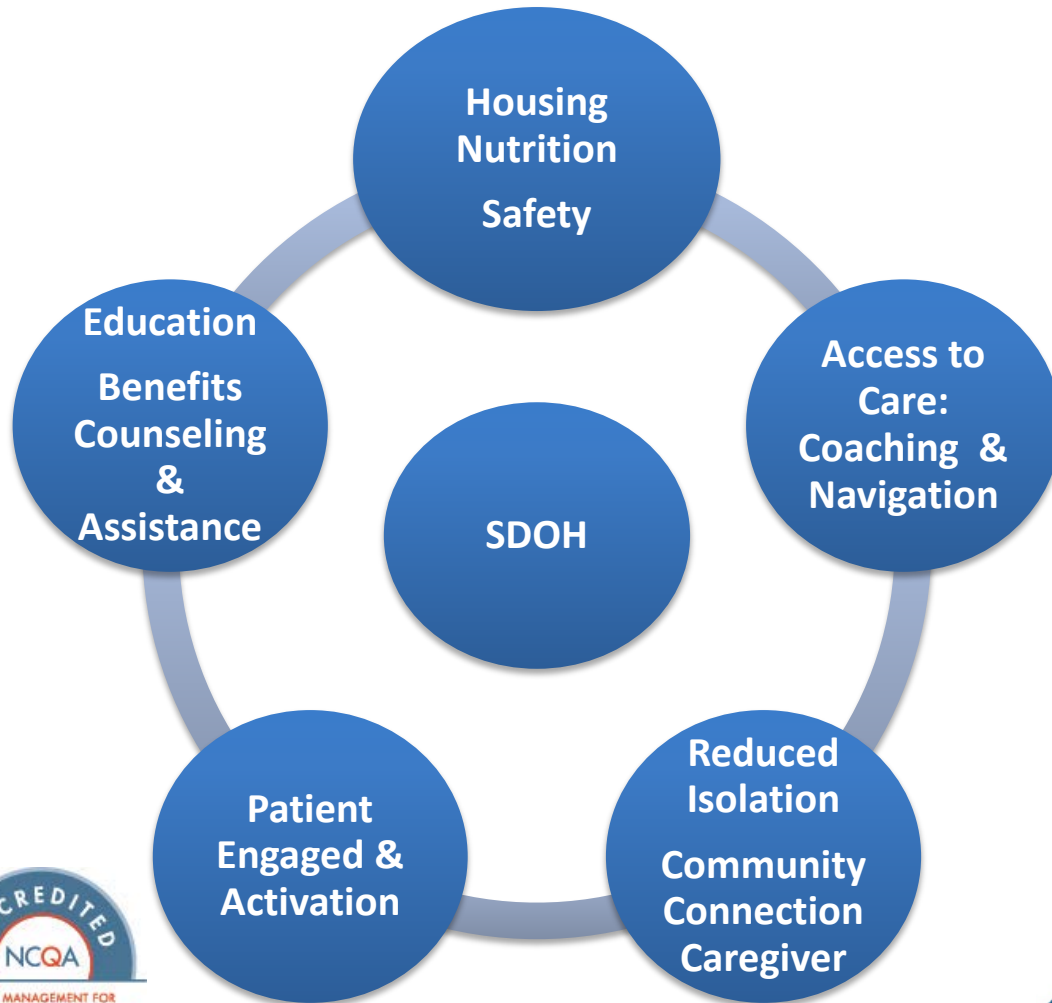 Housing
Nutrition
Safety
Education
Benefits
Counseling
&
Assistance
Access to
Care:
Coaching &
Navigation
SDOH
Patient
Engaged &
Activation
Reduced
Isolation
Community
Connection
Caregiver
NCQA
MANAGEMENT FOR